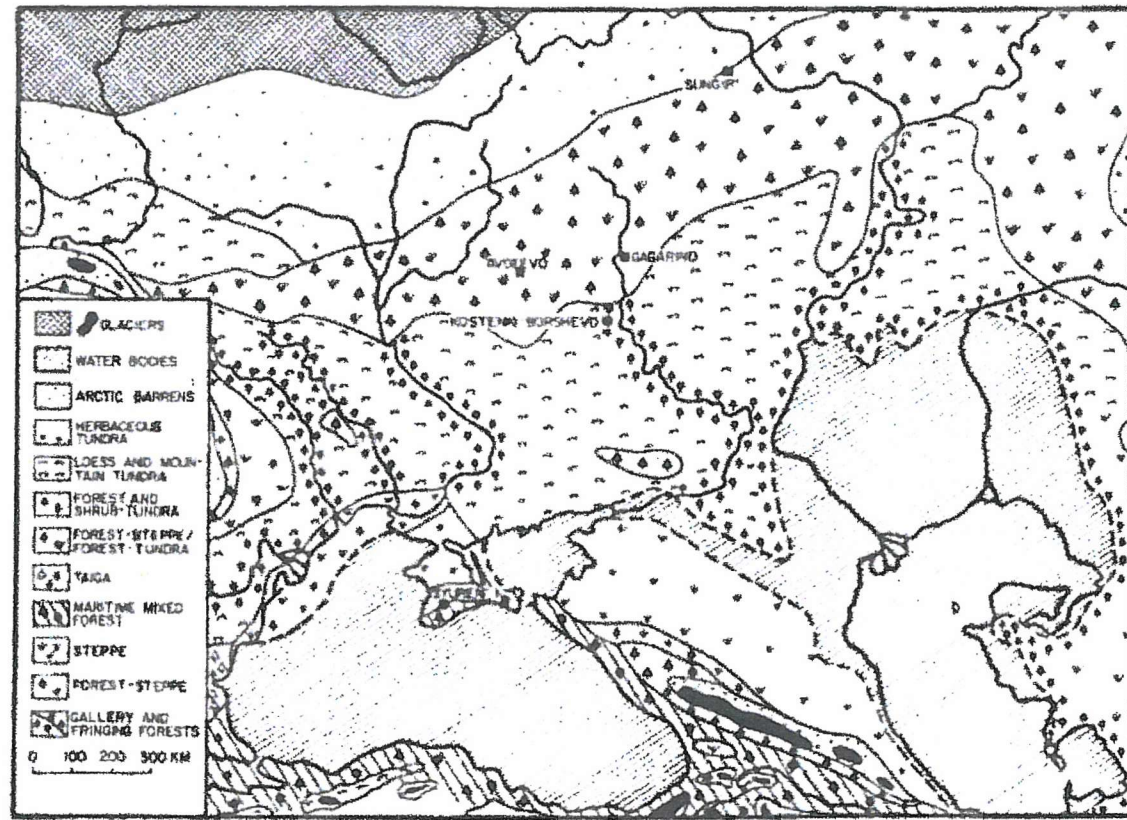 SUNGIR'
GAGARINO
KOSTENKI BORSHEVO
GLACIERS
WATER BODIES
ARCTIC BARRENS
HERBACEOUS
TUNDRA
LOESS AND MOUN-
TAIN TUNDRA
FOREST AND
SHRUB-TUNDRA
FOREST-STEPPE/
FOREST-TUNDRA
TAIGA
MARITIME MIXED
FOREST
STEPPE
FOREST-STEPPE
GALLERY AND
FRINGING FORESTS
0 100 200 300 KM